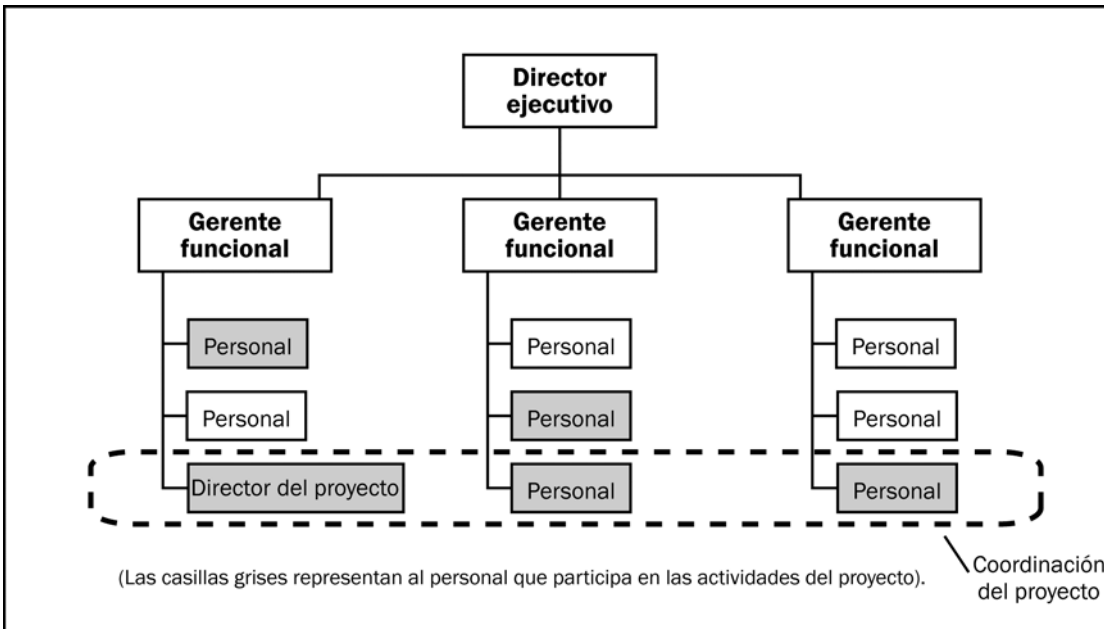 Director
ejecutivo
Gerente
funcional
Gerente
funcional
Gerente
funcional
Personal
Personal
Personal
Personal
Personal
Personal
Director del proyecto
Personal
Personal
(Las casillas grises representan al personal que participa en las actividades del proyecto).
Coordinación
del proyecto